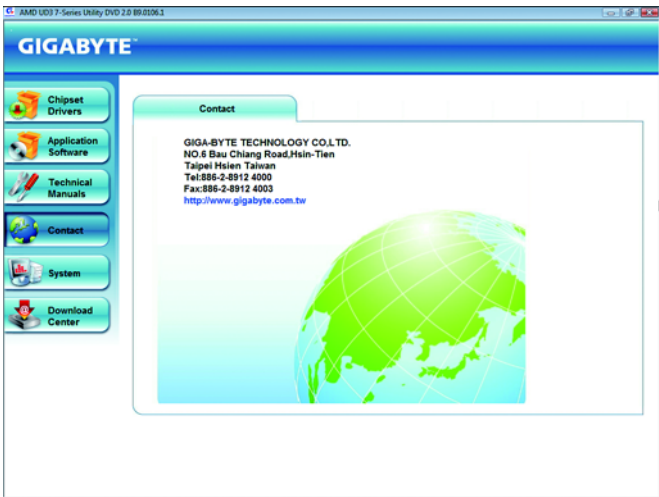 AMD UD3 7-Series Utility DVD 2.0 B9.0106.1
GIGABYTE™
Chipset
Drivers
Application
Software
Technical
Manuals
Contact
System
Download
Center
Contact
GIGA-BYTE TECHNOLOGY CO,LTD.
NO.6 Bau Chiang Road,Hsin-Tien
Taipei Hsien Taiwan
Tel:886-2-8912 4000
Fax:886-2-8912 4003
http://www.gigabyte.com.tw